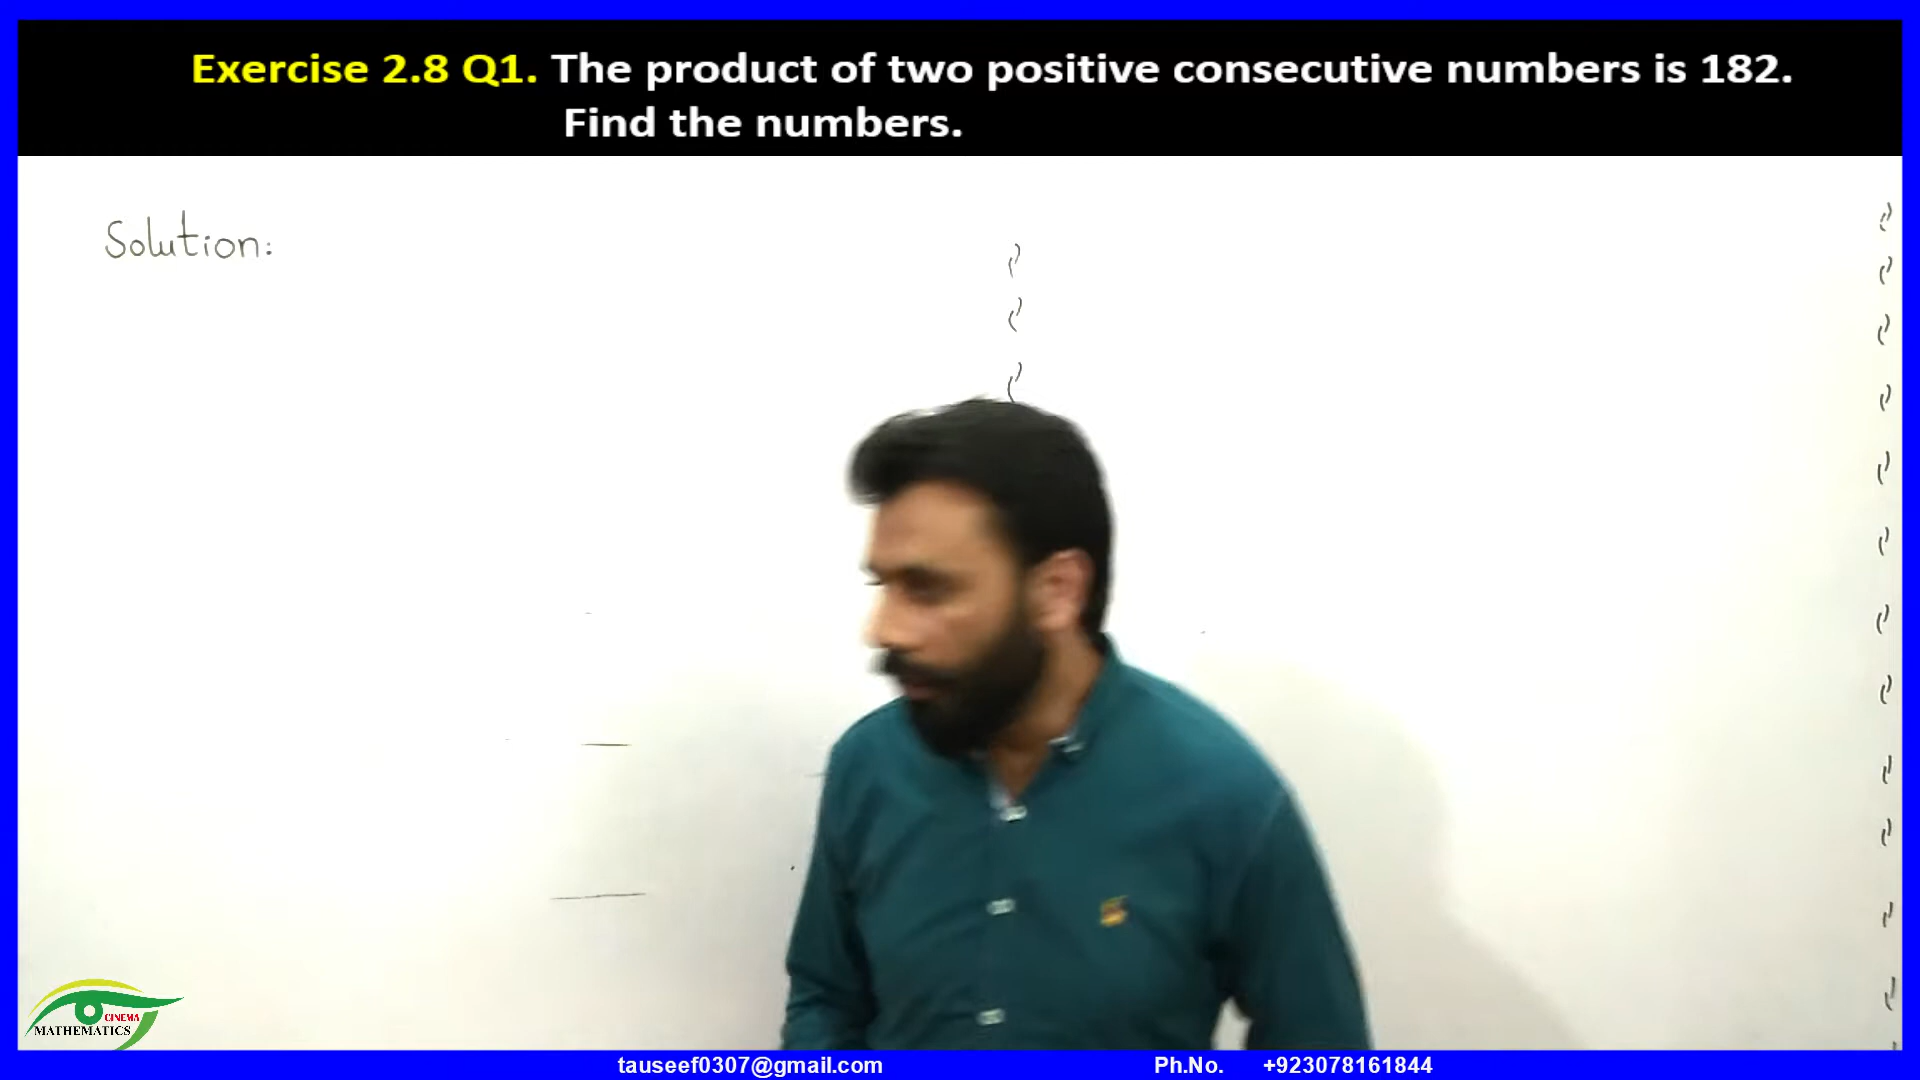 Exercise 2.8 Q1. The product of two positive consecutive numbers is 182.
Find the numbers.
Solution:
CINEMA
MATHEMATICS
tauseef0307@gmail.com Ph.No. +923078161844